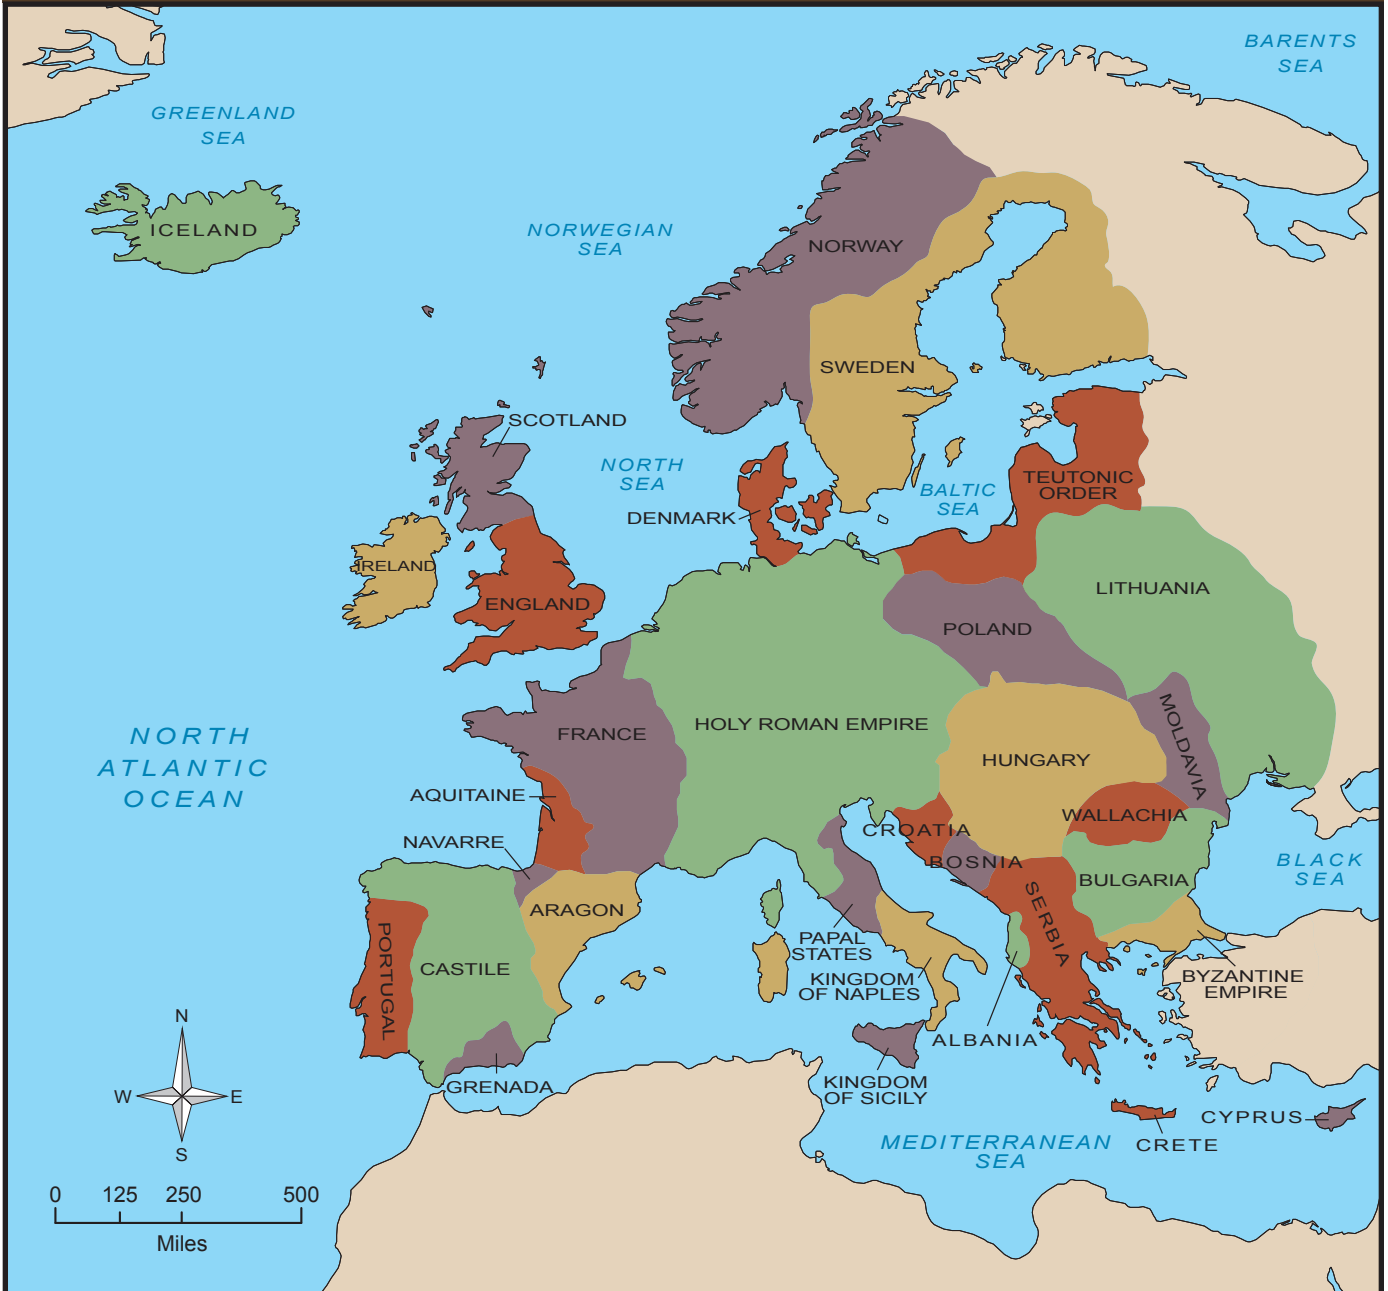 BARENTS
SEA
GREENLAND
SEA
ICELAND
NORWEGIAN
SEA
NORWAY
SWEDEN
SCOTLAND
NORTH
SEA
BALTIC
SEA
TEUTONIC
ORDER
DENMARK
IRELAND
ENGLAND
LITHUANIA
POLAND
NORTH
ATLANTIC
OCEAN
FRANCE
HOLY ROMAN EMPIRE
HUNGARY
MOLDAVIA
AQUITAINE
WALLACHIA
CROATIA
NAVARRE
BOSNIA
BLACK
SEA
BULGARIA
SERBIA
ARAGON
PORTUGAL
CASTILE
PAPAL
STATES
KINGDOM
OF NAPLES
BYZANTINE
EMPIRE
ALBANIA
GRENADA
KINGDOM
OF SICILY
CYPRUS
CRETE
MEDITERRANEAN
SEA
N
W
E
S
0 125 250 500
Miles